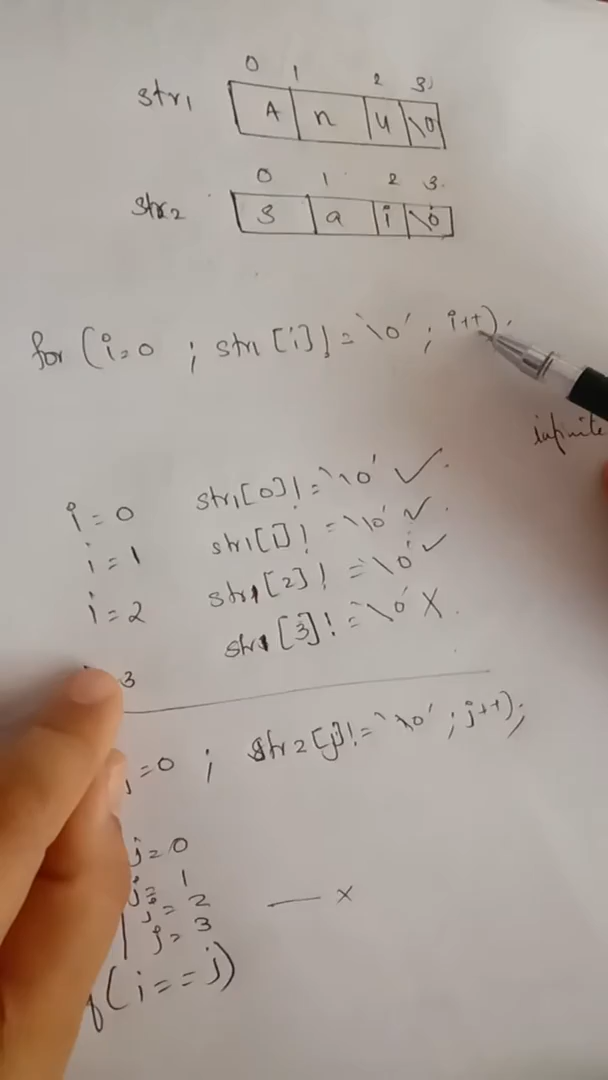 0 1 2 3
str1 A n u \0
0 1 2 3
str2 S a i \0
for (i=0 ; str1 [i] != '\0' ; i++);
infinite
i = 0 str1[0] != '\0' ✓
i = 1 str1[1] != '\0' ✓
i = 2 str1[2] != '\0' ✓
3 str1[3] != '\0' X
j=0 ; str2[j] != '\0' ; j++);
j=0
j=1
j=2 — x
j=3
(i==j)